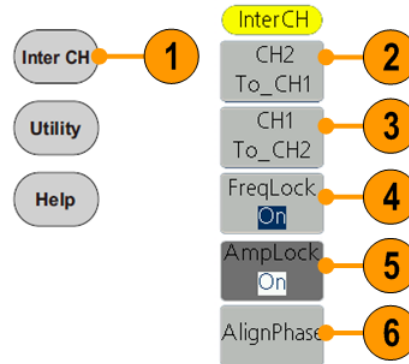 Inter CH
1
Utility
Help
InterCH
CH2
To_CH1
2
CH1
To_CH2
3
FreqLock
On
4
AmpLock
On
5
AlignPhase
6